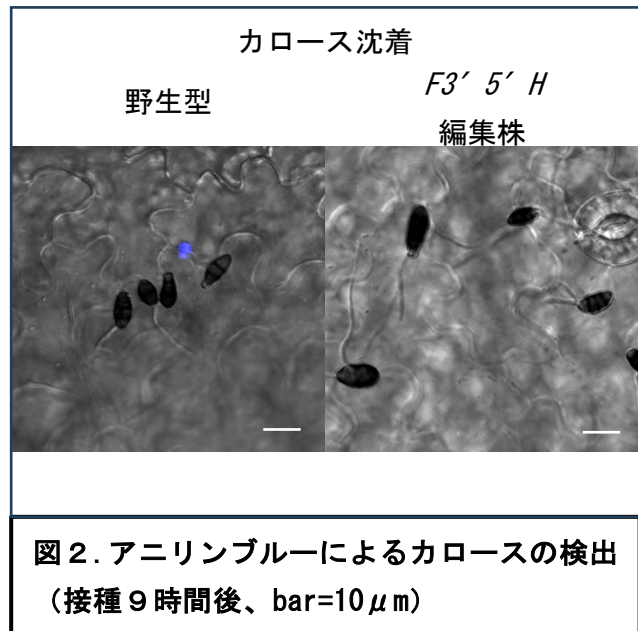 カロース沈着
野生型
F3′ 5′ H
編集株
図２．アニリンブルーによるカロースの検出
（接種９時間後、bar=10μm）